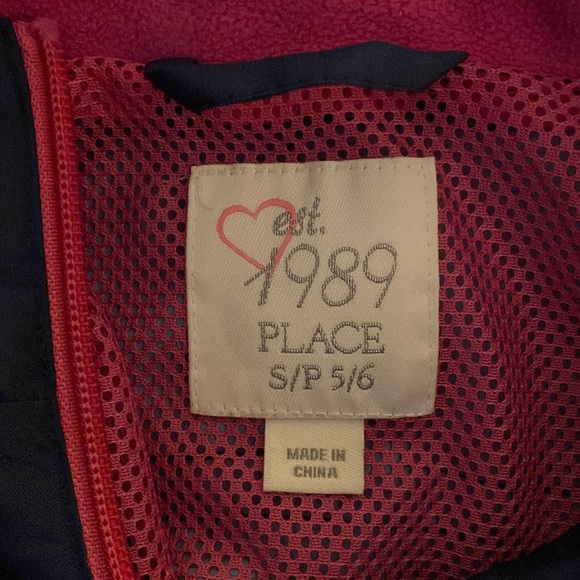 est.
1989
PLACE
S/P 5/6
MADE IN
CHINA